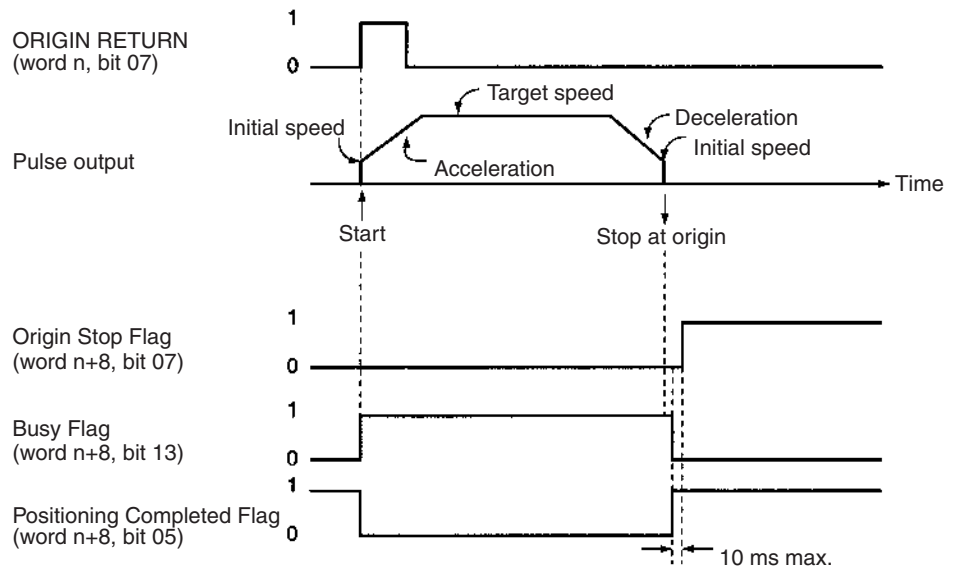 1
ORIGIN RETURN
(word n, bit 07)
0
Target speed
Deceleration
Initial speed
Initial speed
Pulse output
Acceleration
Time
Start
Stop at origin
1
Origin Stop Flag
(word n+8, bit 07)
0
1
Busy Flag
(word n+8, bit 13)
0
1
Positioning Completed Flag
(word n+8, bit 05)
0
10 ms max.